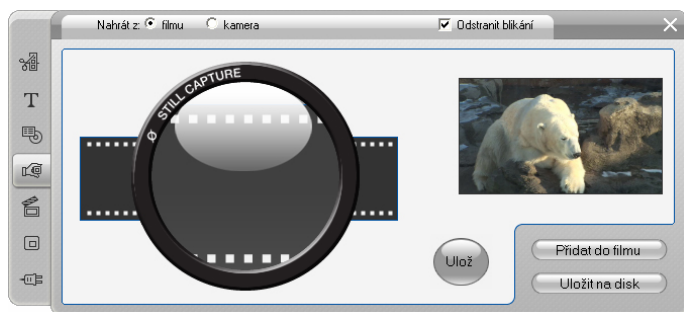 Nahrát z: filmu kamera Odstranit blikání
Ø STILL CAPTURE
T
Ulož
Přidat do filmu
Uložit na disk